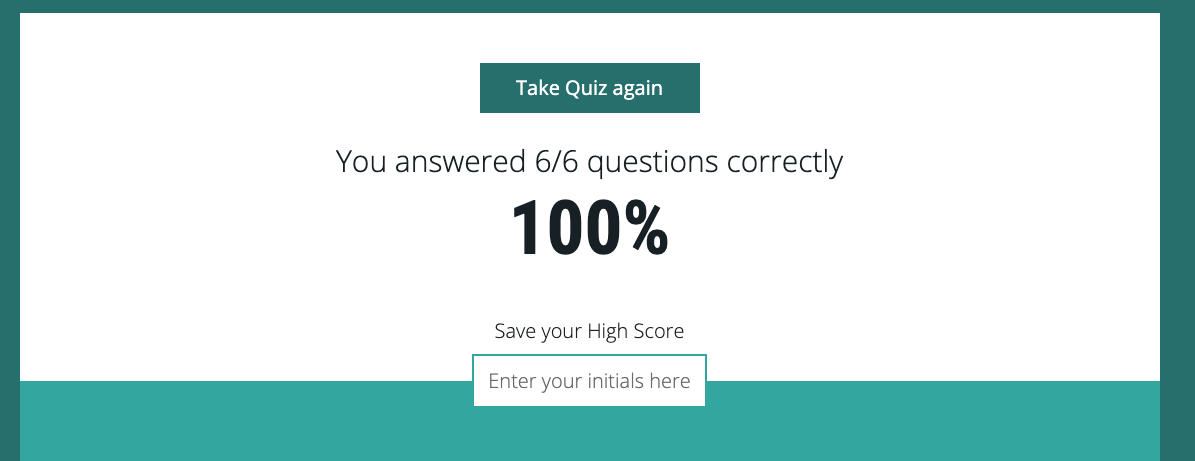 Take Quiz again
You answered 6/6 questions correctly
100%
Save your High Score
Enter your initials here